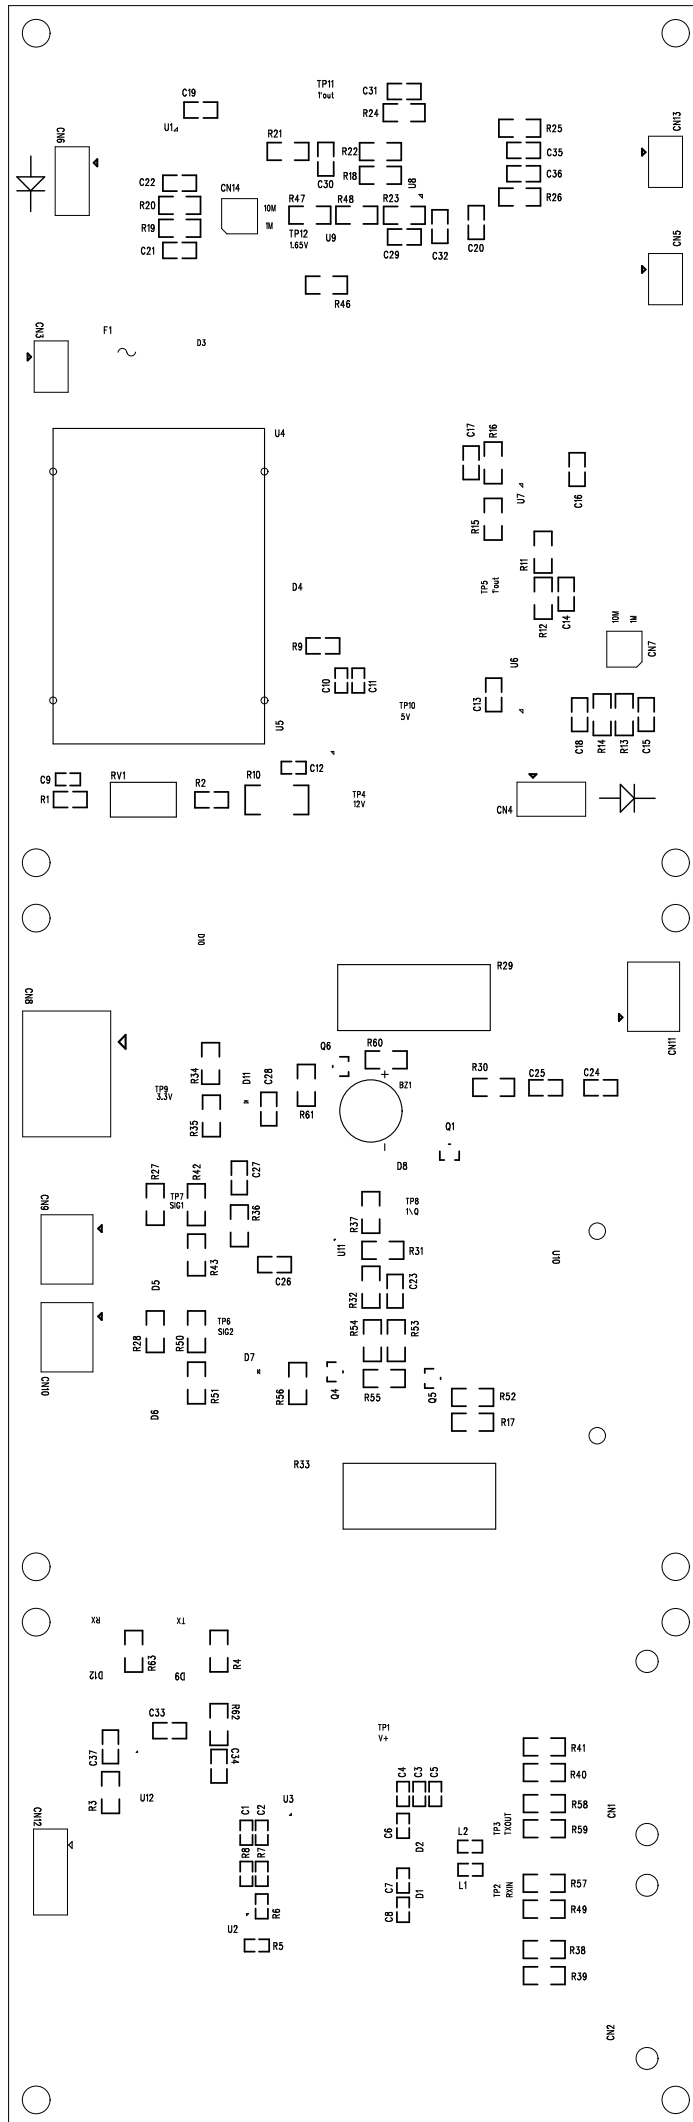 TP11
1'out
C31
C19
R24
U1
CN6
R21
R22
R25
CN13
C35
C30
R18
U8
C36
C22
CN14
R20
10M
R47
R48
R23
R26
R19
1M
TP12
1.65V
U9
C21
C29
C32
C20
CN5
R46
CN3
F1
D3
U4
C17
R16
U7
C16
R15
R11
TP5
1'out
D4
R12
C14
10M
1M
CN7
R9
U6
C10
C11
TP10
5V
C13
U5
C18
R14
R13
C15
C12
C9
RV1
R2
R10
R1
TP4
12V
CN4
D10
R29
CN8
CN11
Q6
R60
R34
D11
C28
BZ1
R30
C25
C24
TP9
3.3V
R61
R35
Q1
D8
R27
R42
C27
TP7
SIG1
CN9
R36
R37
TP8
1\Q
R43
U11
R31
U10
D5
C26
R32
C23
R28
R50
TP6
SIG2
R54
R53
CN10
D7
R51
R56
Q4
R55
Q5
R52
D6
R17
R33
RX
TX
R63
R4
D12
D9
R62
C33
TP1
V+
C37
C34
R41
R40
R3
U12
U3
C4
C3
C5
R58
CN1
C1
C2
C6
D2
L2
TP3
TXOUT
R59
CN12
R8
R7
C7
D1
L1
TP2
RXIN
R57
R49
R6
C8
U2
R5
R38
R39
CN2